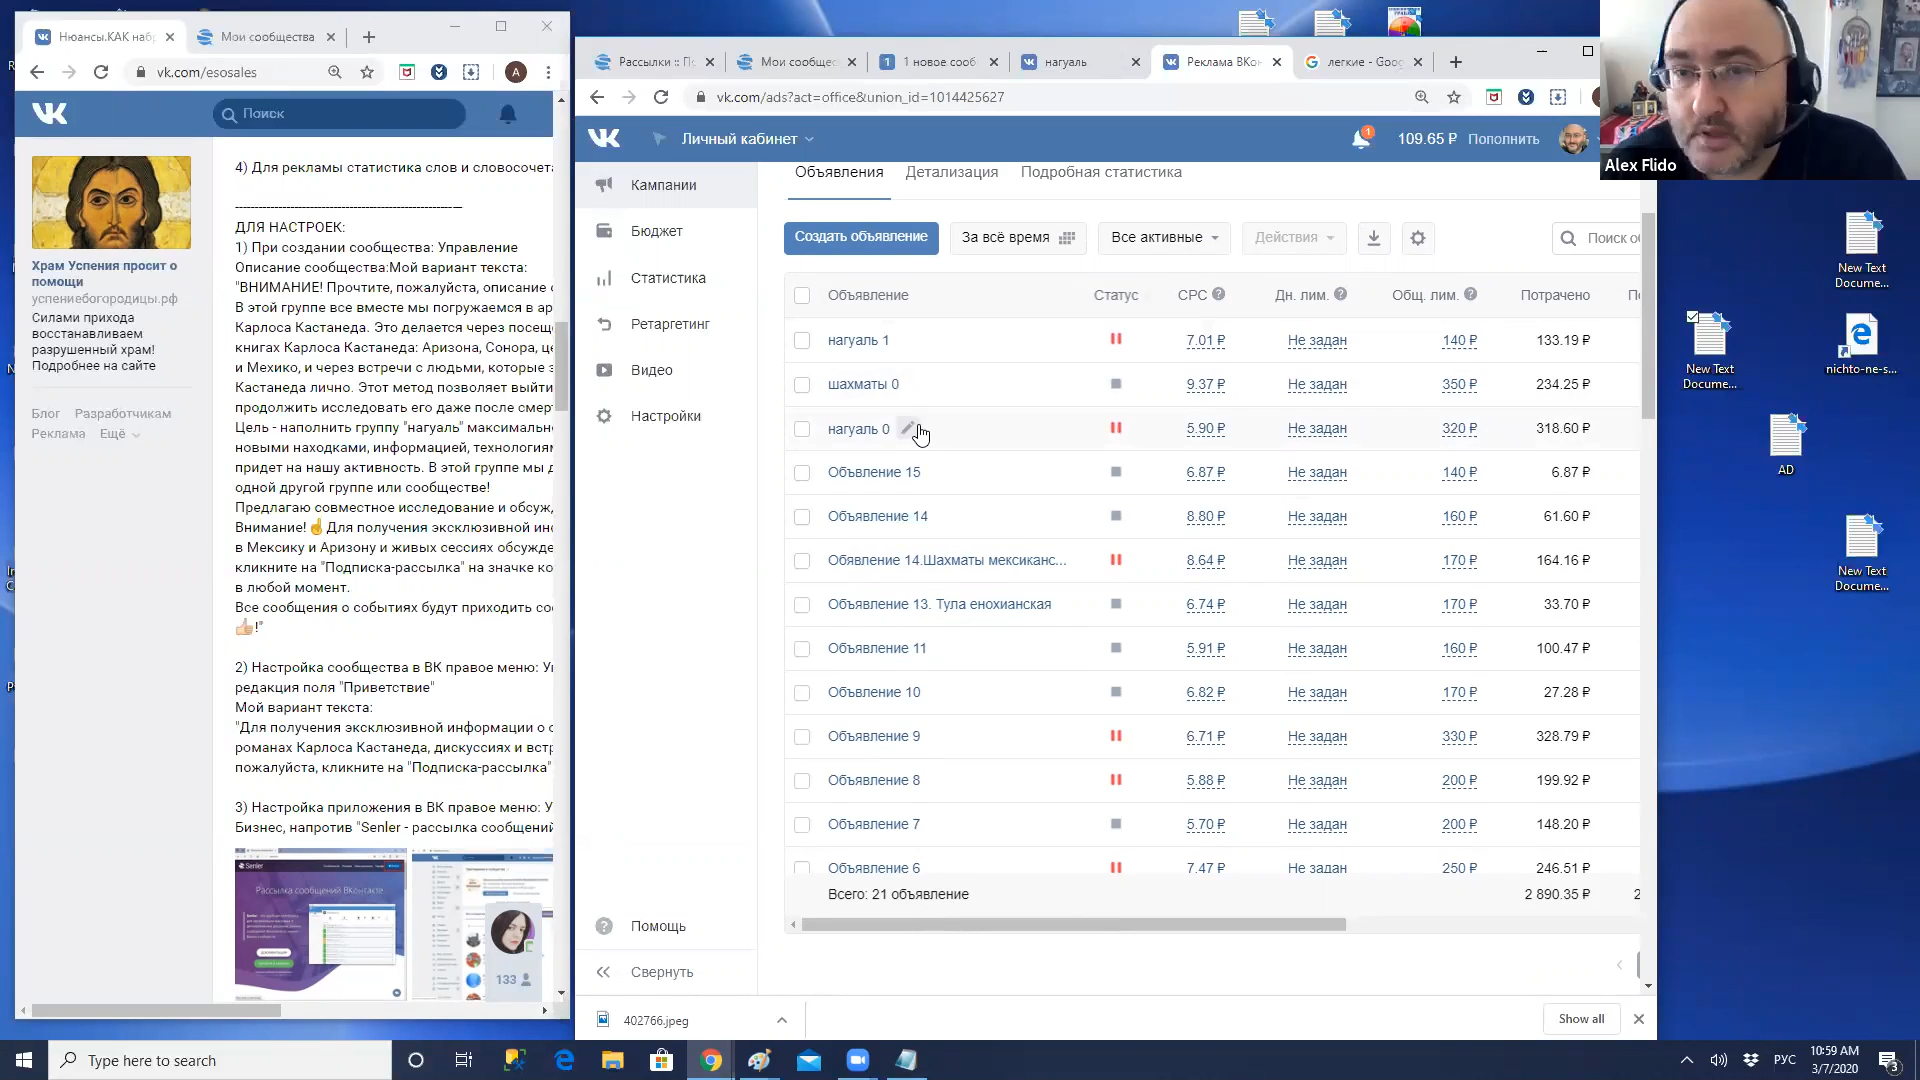 Нюансы.КАК наб
Мои сообщества
vk.com/esosales
A
Поиск
Храм Успения просит о
помощи
успениебогородицы.рф
Силами прихода
восстанавливаем
разрушенный храм!
Подробнее на сайте
Блог Разработчикам
Реклама Ещё
4) Для рекламы статистика слов и словосочета
ДЛЯ НАСТРОЕК:
1) При создании сообщества: Управление
Описание сообщества:Мой вариант текста:
"ВНИМАНИЕ! Прочтите, пожалуйста, описание
В этой группе все вместе мы погружаемся в ар
Карлоса Кастанеда. Это делается через посещ
книгах Карлоса Кастанеда: Аризона, Сонора, це
и Мехико, и через встречи с людьми, которые
Кастанеда лично. Этот метод позволяет выйти
продолжить исследовать его даже после смер
Цель - наполнить группу "нагуаль" максимальн
новыми находками, информацией, технология
придет на нашу активность. В этой группе мы д
одной другой группе или сообществе!
Предлагаю совместное исследование и обсуж
Внимание!☝Для получения эксклюзивной ин
в Мексику и Аризону и живых сессиях обсужде
кликните на "Подписка-рассылка" на значке ко
в любой момент.
Все сообщения о событиях будут приходить со
👍!"
2) Настройка сообщества в ВК правое меню: У
редакция поля "Приветствие"
Мой вариант текста:
"Для получения эксклюзивной информации о с
романах Карлоса Кастанеда, дискуссиях и встр
пожалуйста, кликните на "Подписка-рассылка"
3) Настройка приложения в ВК правое меню: У
Бизнес, напротив "Senler - рассылка сообщений
Senler
Рассылка сообщений ВКонтакте
133
Рассылки :: П
Мои сообщес
1 новое сооб
нагуаль
Реклама ВКо
легкие - Goo
vk.com/ads?act=office&union_id=1014425627
Личный кабинет
1
109.65 ₽ Пополнить
Alex Flido
Кампании
Бюджет
Статистика
Ретаргетинг
Видео
Настройки
Помощь
Свернуть
Объявления Детализация Подробная статистика
Создать объявление За всё время Все активные Действия Поиск о
Объявление Статус CPC Дн. лим. Общ. лим. Потрачено
нагуаль 1 7.01 ₽ Не задан 140 ₽ 133.19 ₽
шахматы 0 9.37 ₽ Не задан 350 ₽ 234.25 ₽
нагуаль 0 5.90 ₽ Не задан 320 ₽ 318.60 ₽
Объвление 15 6.87 ₽ Не задан 140 ₽ 6.87 ₽
Объявление 14 8.80 ₽ Не задан 160 ₽ 61.60 ₽
Обявление 14.Шахматы мексиканс... 8.64 ₽ Не задан 170 ₽ 164.16 ₽
Объявление 13. Тула енохианская 6.74 ₽ Не задан 170 ₽ 33.70 ₽
Объявление 11 5.91 ₽ Не задан 160 ₽ 100.47 ₽
Объвление 10 6.82 ₽ Не задан 170 ₽ 27.28 ₽
Объявление 9 6.71 ₽ Не задан 330 ₽ 328.79 ₽
Объявление 8 5.88 ₽ Не задан 200 ₽ 199.92 ₽
Объявление 7 5.70 ₽ Не задан 200 ₽ 148.20 ₽
Объявление 6 7.47 ₽ Не задан 250 ₽ 246.51 ₽
Всего: 21 объявление 2 890.35 ₽ 2
402766.jpeg
Show all
New Text
Docume...
New Text
Docume...
nichto-ne-s...
AD
New Text
Docume...
Type here to search
РУС
10:59 AM
3/7/2020
3